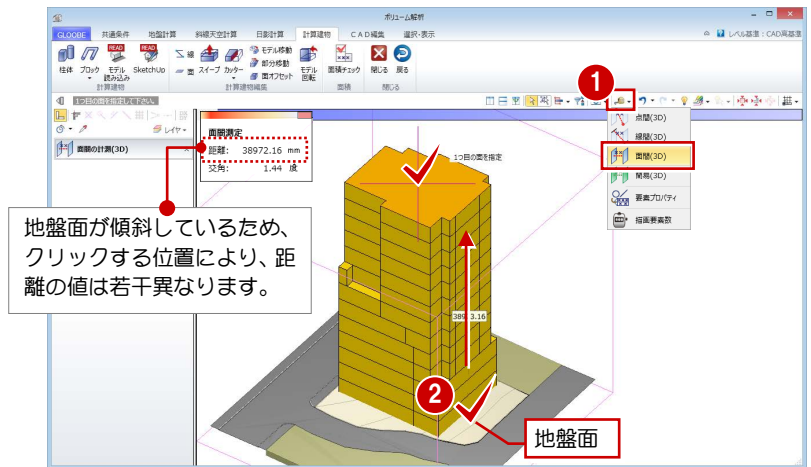 ボリューム解析
GLOOBE 共通条件 地盤計算 斜線天空計算 日影計算 計算建物 CAD編集 選択・表示
レベル基準：CAD高基準
柱体 ブロック READ モデル読み込み READ SketchUp 線 面 スイープ カッター モデル移動 部分移動 面オフセット モデル回転 面積チェック 閉じる 戻る
計算建物 計算建物編集 面積 閉じる
1つ目の面を指定して下さい
レイヤ
面間の計測(3D)
面間測定
距離: 38972.16 mm
交角: 1.44 度
1つ目の面を指定
1
点間(3D)
線間(3D)
面間(3D)
簡易(3D)
要素プロパティ
描画要素数
地盤面が傾斜しているため、
クリックする位置により、距
離の値は若干異なります。
2
地盤面